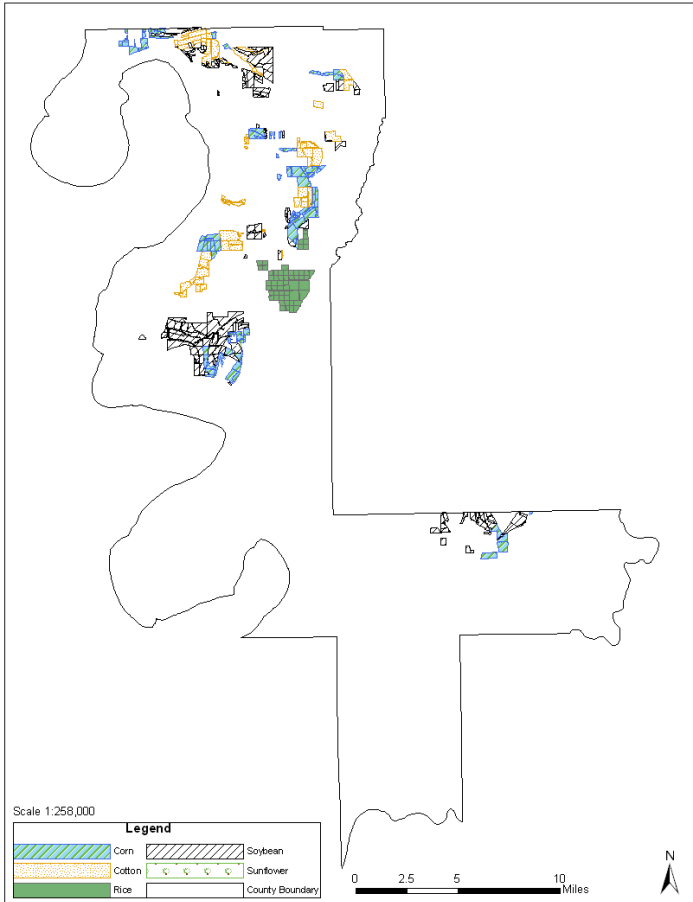 Scale 1:258,000
Legend
Corn Soybean
Cotton Sunflower
Rice County Boundary
N
0 2.5 5 10
Miles